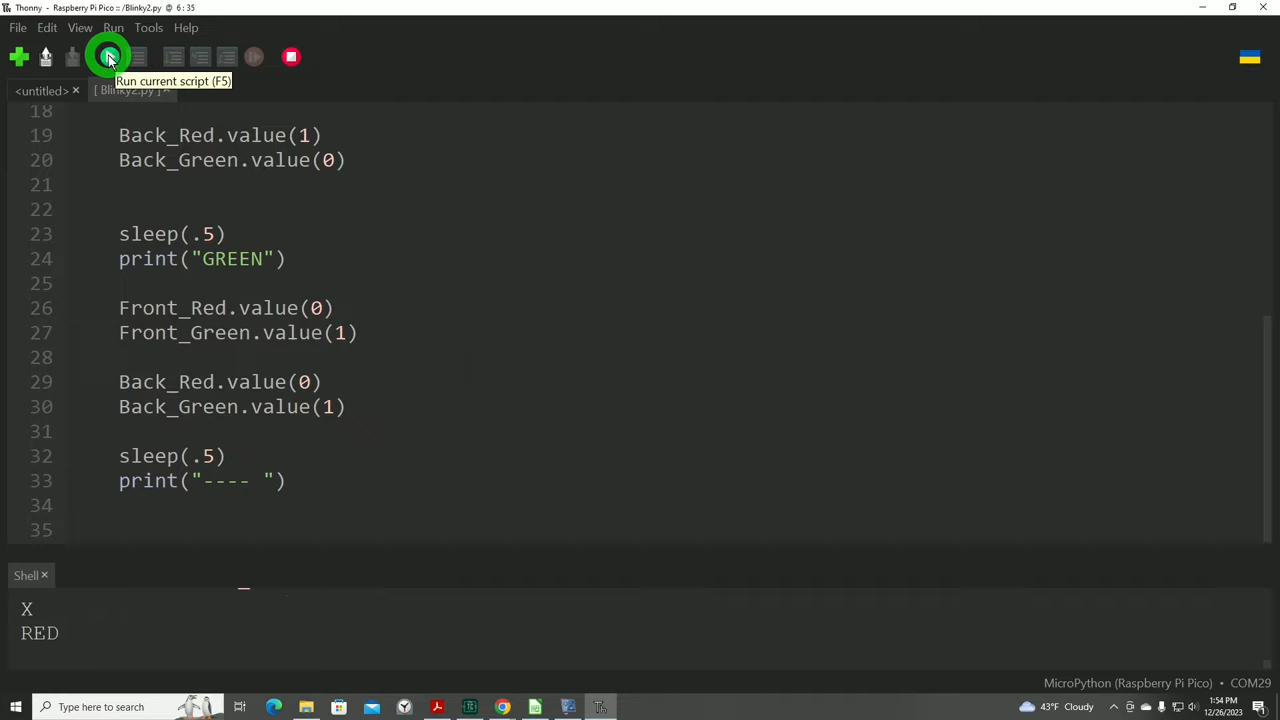 Thonny - Raspberry Pi Pico :: /Blinky2.py @ 6 : 35
File Edit View Run Tools Help
Run current script (F5)
<untitled> × [ Blinky2.py ] ×
18
19 Back_Red.value(1)
20 Back_Green.value(0)
21
22
23 sleep(.5)
24 print("GREEN")
25
26 Front_Red.value(0)
27 Front_Green.value(1)
28
29 Back_Red.value(0)
30 Back_Green.value(1)
31
32 sleep(.5)
33 print("---- ")
34
35
Shell ×
X
RED
MicroPython (Raspberry Pi Pico) • COM29
Type here to search
43°F Cloudy
1:54 PM
12/26/2023